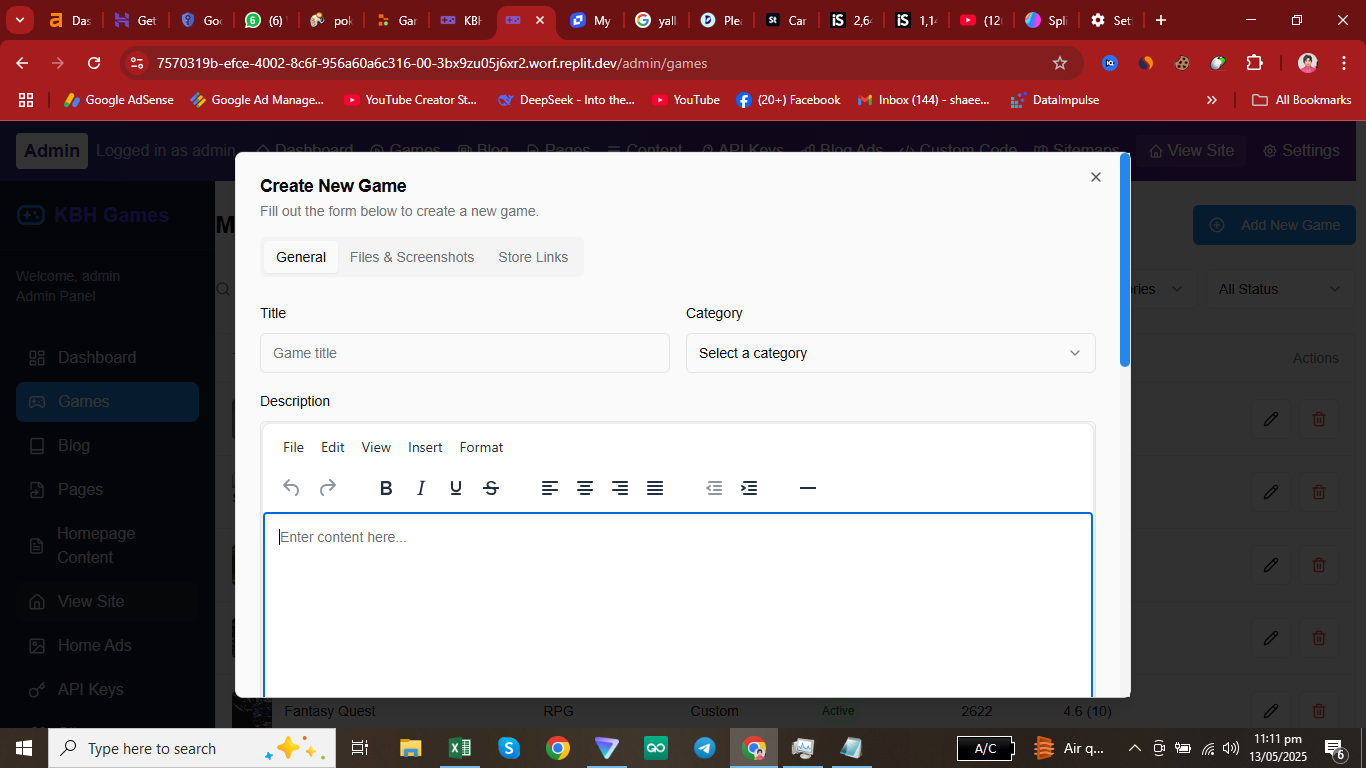 Das
Get
Goo
(6)
pok
Gar
KBH
My
yall
Plea
Car
2,64
1,14
(120
Spli
Sett
7570319b-efce-4002-8c6f-956a60a6c316-00-3bx9zu05j6xr2.worf.replit.dev/admin/games
Google AdSense
Google Ad Manage...
YouTube Creator St...
DeepSeek - Into the...
YouTube
(20+) Facebook
Inbox (144) - shaee...
DataImpulse
All Bookmarks
Admin
Logged in as admin
Dashboard
Games
Blog
Pages
Content
API Keys
Blog Ads
Custom Code
Sitemaps
View Site
Settings
KBH Games
Welcome, admin
Admin Panel
Dashboard
Games
Blog
Pages
Homepage
Content
View Site
Home Ads
API Keys
Add New Game
All Status
Actions
Create New Game
Fill out the form below to create a new game.
General
Files & Screenshots
Store Links
Title
Category
Game title
Select a category
Description
File
Edit
View
Insert
Format
Enter content here...
Fantasy Quest
RPG
Custom
Active
2622
4.6 (10)
Type here to search
A/C
Air q...
11:11 pm
13/05/2025
6